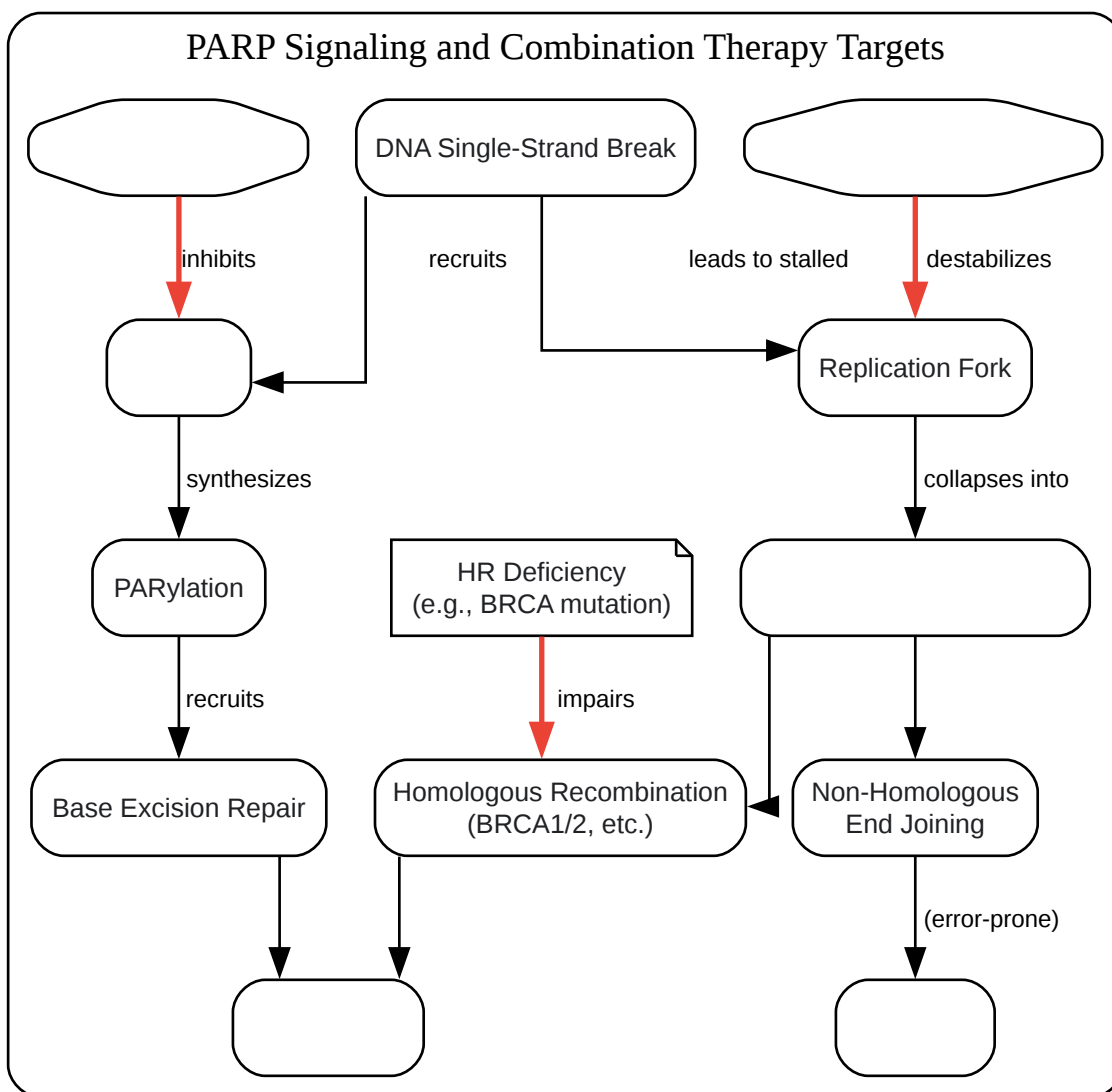 PARP Signaling and Combination Therapy Targets
DNA Single-Strand Break
inhibits
recruits
leads to stalled
destabilizes
Replication Fork
synthesizes
collapses into
PARylation
HR Deficiency
(e.g., BRCA mutation)
recruits
impairs
Base Excision Repair
Homologous Recombination
(BRCA1/2, etc.)
Non-Homologous
End Joining
(error-prone)